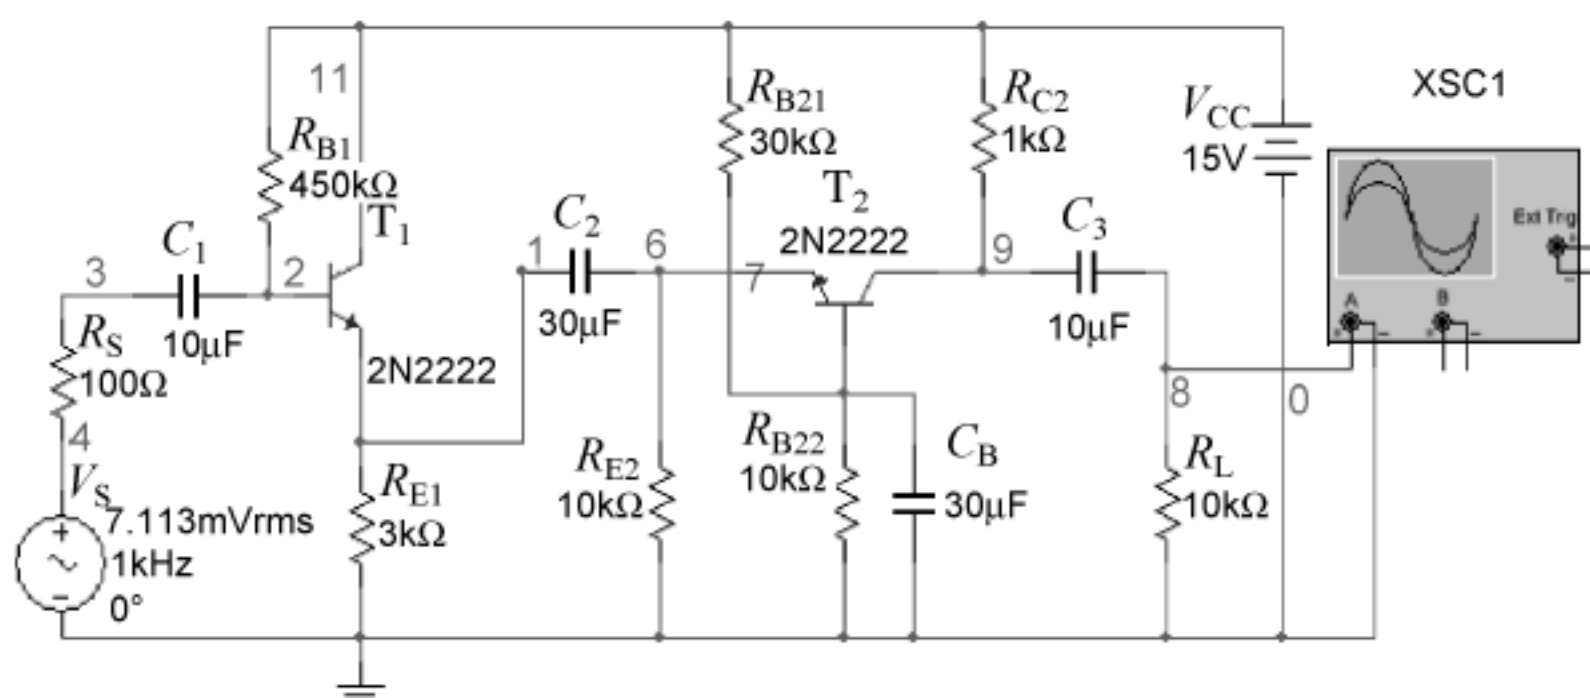 XSC1
11
R_B1
450kΩ
T_1
R_B21
30kΩ
R_C2
1kΩ
V_CC
15V
Ext Trig
+
−
A
B
+
−
+
−
T_2
2N2222
C_1
10μF
3
2
C_2
30μF
1
6
7
9
C_3
10μF
R_S
100Ω
2N2222
4
8
0
V_S
7.113mVrms
1kHz
0°
+
−
R_E1
3kΩ
R_E2
10kΩ
R_B22
10kΩ
C_B
30μF
R_L
10kΩ